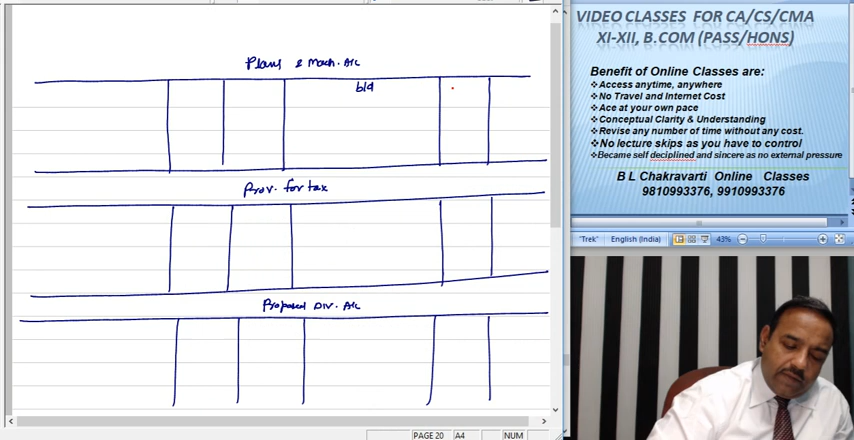 Plant & Mach. A/c
b/d
Prov. for tax
Proposed Div. A/c
PAGE 20 A4 NUM
VIDEO CLASSES FOR CA/CS/CMA
XI-XII, B.COM (PASS/HONS)
Benefit of Online Classes are:
❖Access anytime, anywhere
❖No Travel and Internet Cost
❖Ace at your own pace
❖Conceptual Clarity & Understanding
❖Revise any number of time without any cost.
❖No lecture skips as you have to control
❖Became self deciplined and sincere as no external pressure
B L Chakravarti Online Classes
9810993376, 9910993376
"Trek" English (India) 43%